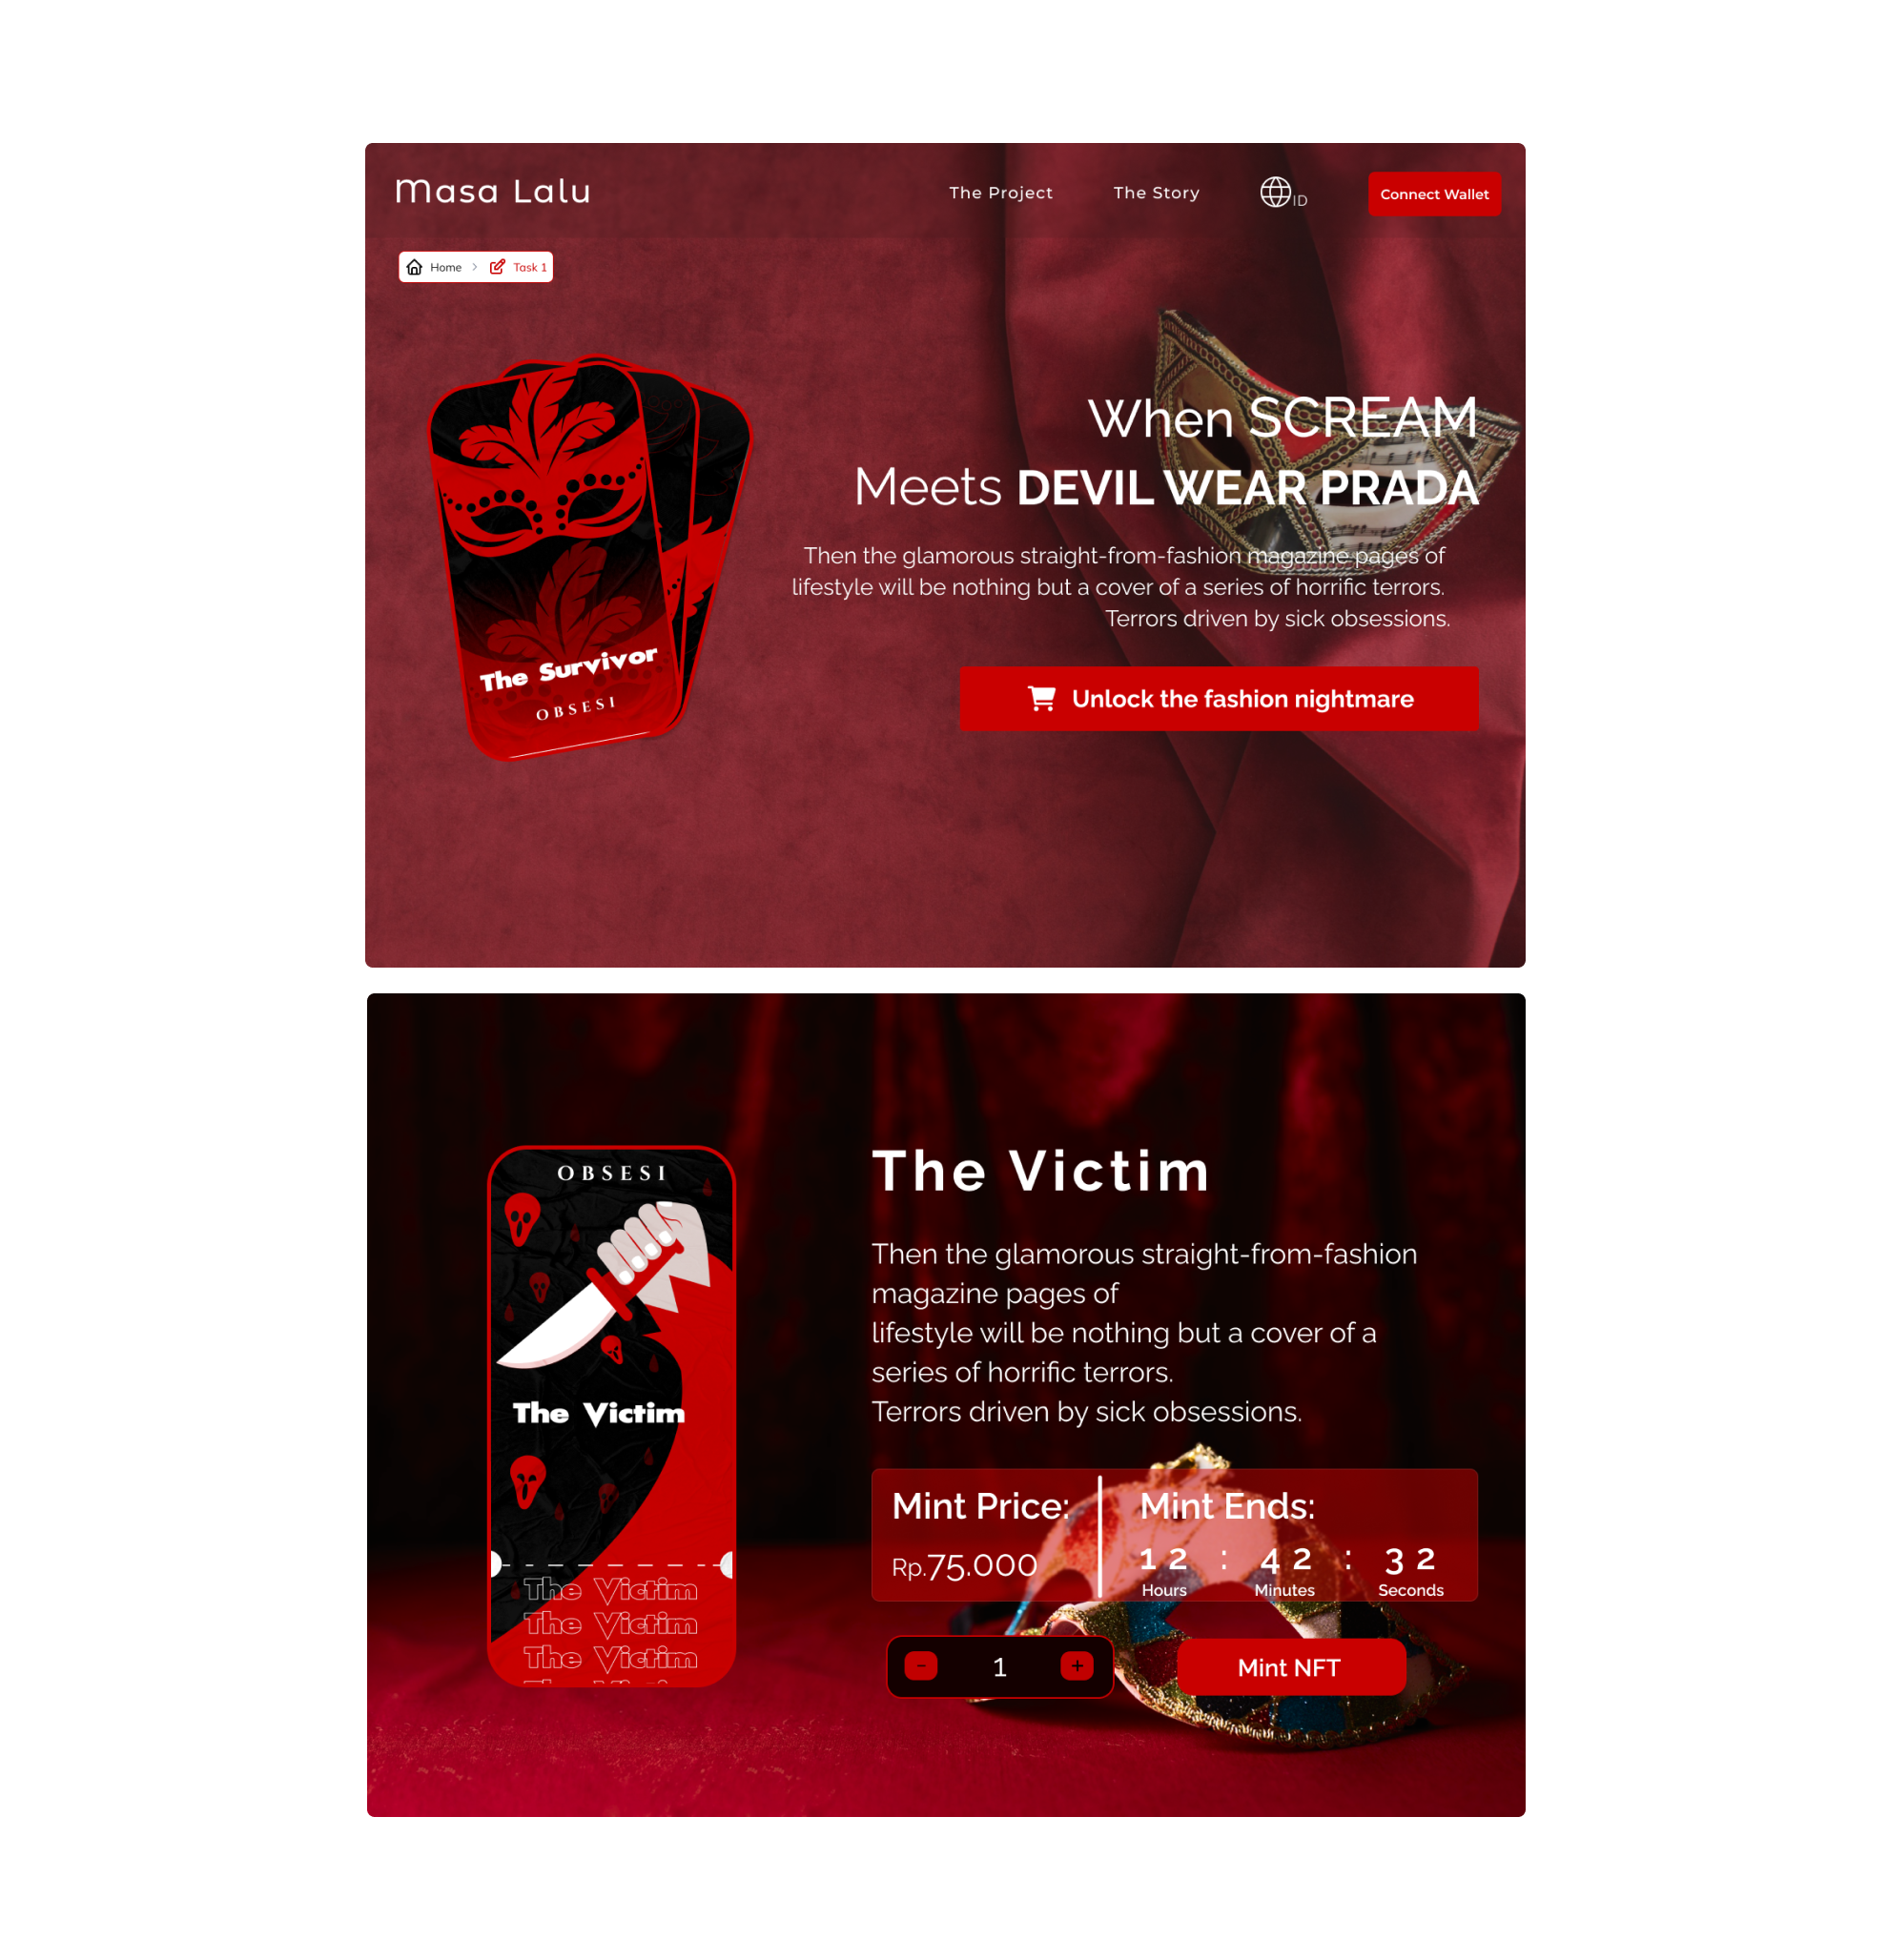 Masa Lalu
The Project
The Story
ID
Connect Wallet
Home
Task 1
When SCREAM
Meets DEVIL WEAR PRADA
Then the glamorous straight-from-fashion magazine pages of
lifestyle will be nothing but a cover of a series of horrific terrors.
Terrors driven by sick obsessions.
Unlock the fashion nightmare
The Survivor
OBSESI
OBSESI
The Victim
The Victim
The Victim
The Victim
The Victim
Then the glamorous straight-from-fashion
magazine pages of
lifestyle will be nothing but a cover of a
series of horrific terrors.
Terrors driven by sick obsessions.
Mint Price:
Rp.75.000
Mint Ends:
12 : 42 : 32
Hours Minutes Seconds
- 1 +
Mint NFT